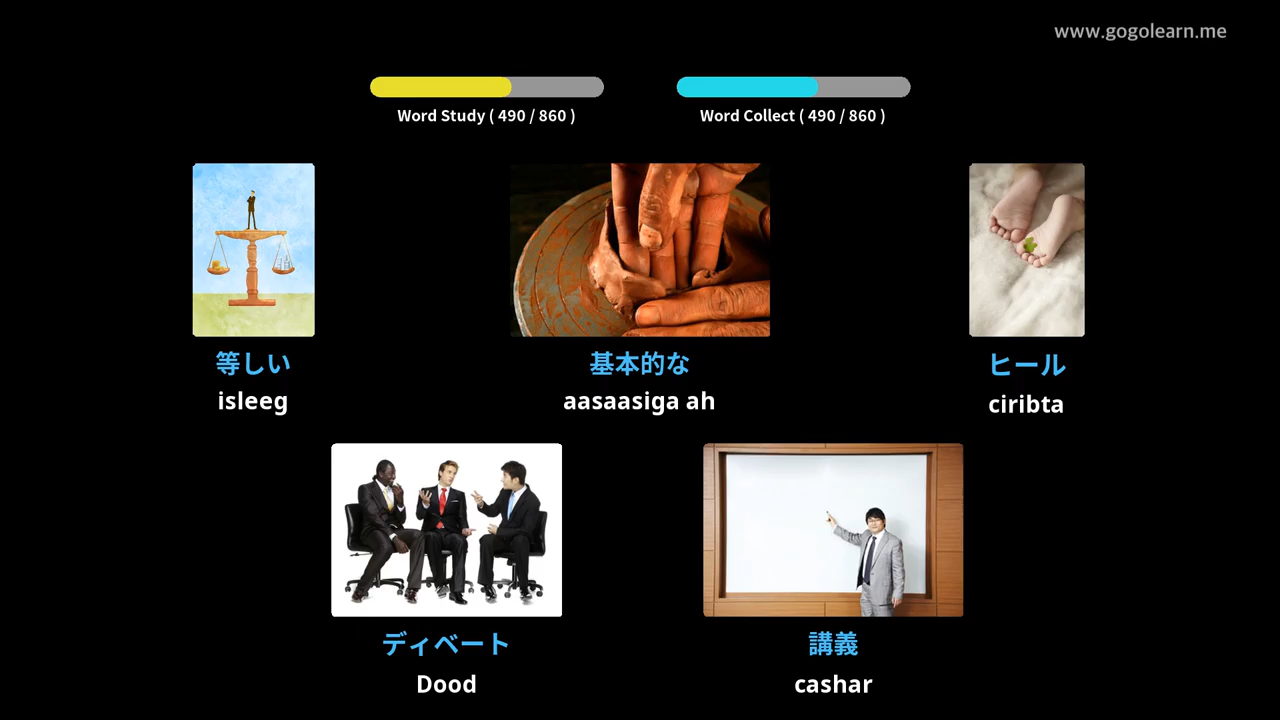 www.gogolearn.me
Word Study ( 490 / 860 )
Word Collect ( 490 / 860 )
等しい
isleeg
基本的な
aasaasiga ah
ヒール
ciribta
ディベート
Dood
講義
cashar